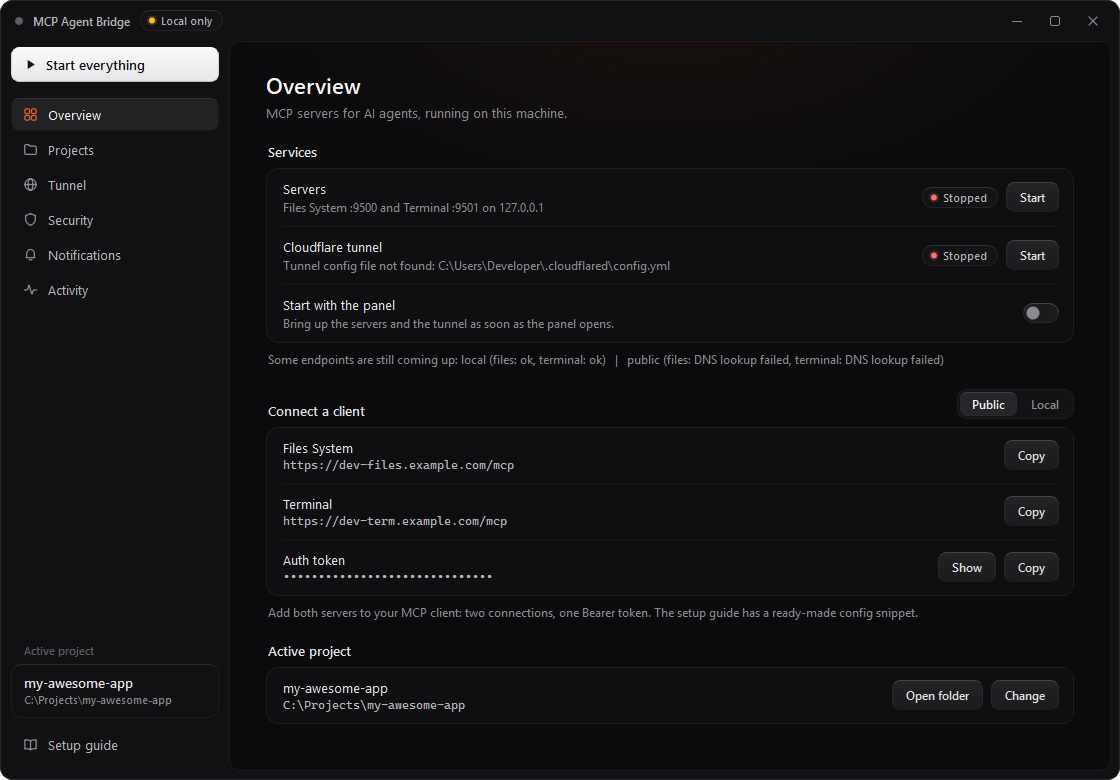 MCP Agent Bridge
Local only
Start everything
Overview
Projects
Tunnel
Security
Notifications
Activity
Active project
my-awesome-app
C:\Projects\my-awesome-app
Setup guide
Overview
MCP servers for AI agents, running on this machine.
Services
Servers
Files System :9500 and Terminal :9501 on 127.0.0.1
Stopped
Start
Cloudflare tunnel
Tunnel config file not found: C:\Users\Developer\.cloudflared\config.yml
Stopped
Start
Start with the panel
Bring up the servers and the tunnel as soon as the panel opens.
Some endpoints are still coming up: local (files: ok, terminal: ok) | public (files: DNS lookup failed, terminal: DNS lookup failed)
Connect a client
Public
Local
Files System
https://dev-files.example.com/mcp
Copy
Terminal
https://dev-term.example.com/mcp
Copy
Auth token
••••••••••••••••••••••••••••••
Show
Copy
Add both servers to your MCP client: two connections, one Bearer token. The setup guide has a ready-made config snippet.
Active project
my-awesome-app
C:\Projects\my-awesome-app
Open folder
Change